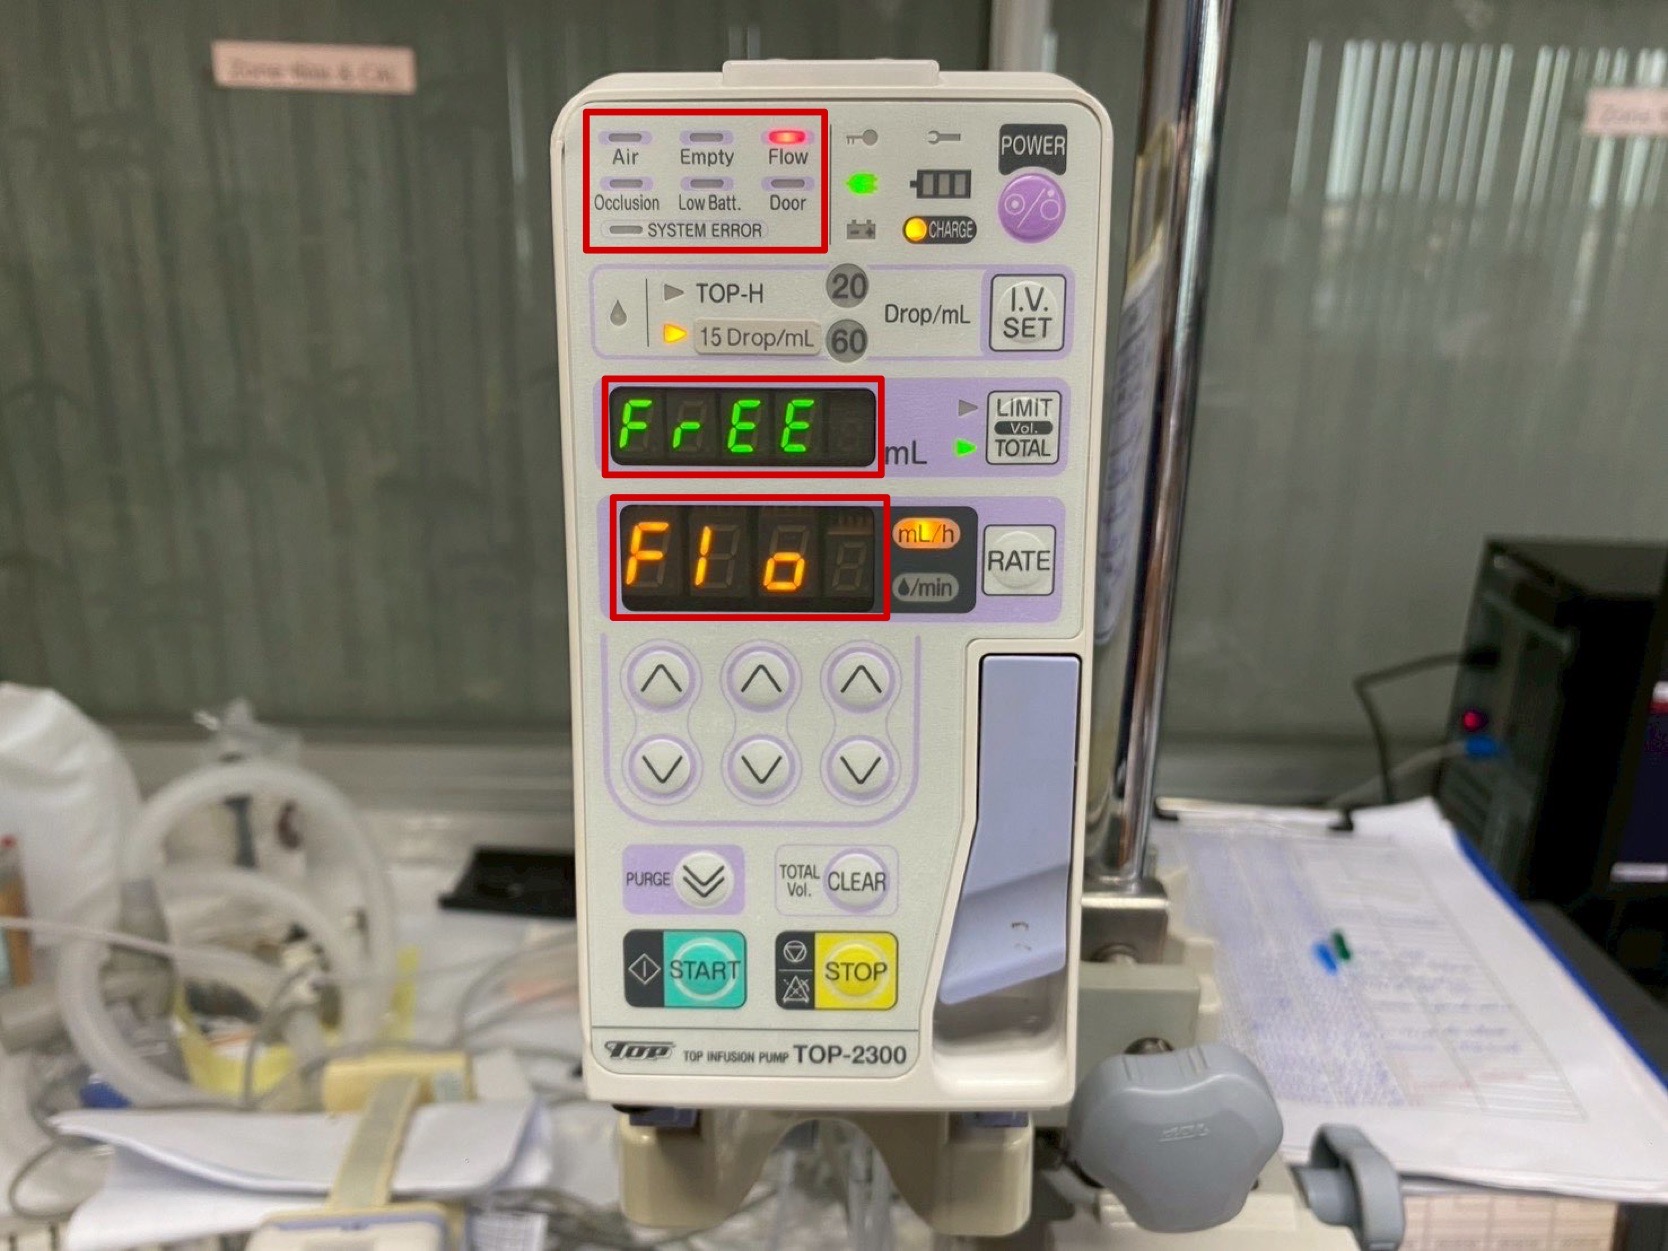 Air Empty Flow
Occlusion Low Batt. Door
SYSTEM ERROR
POWER
CHARGE
TOP-H
15 Drop/mL
20
60
Drop/mL
I.V.
SET
FrEE
mL
LIMIT
Vol.
TOTAL
Flo
mL/h
/min
RATE
PURGE
TOTAL
Vol.
CLEAR
START
STOP
Top TOP INFUSION PUMP TOP-2300